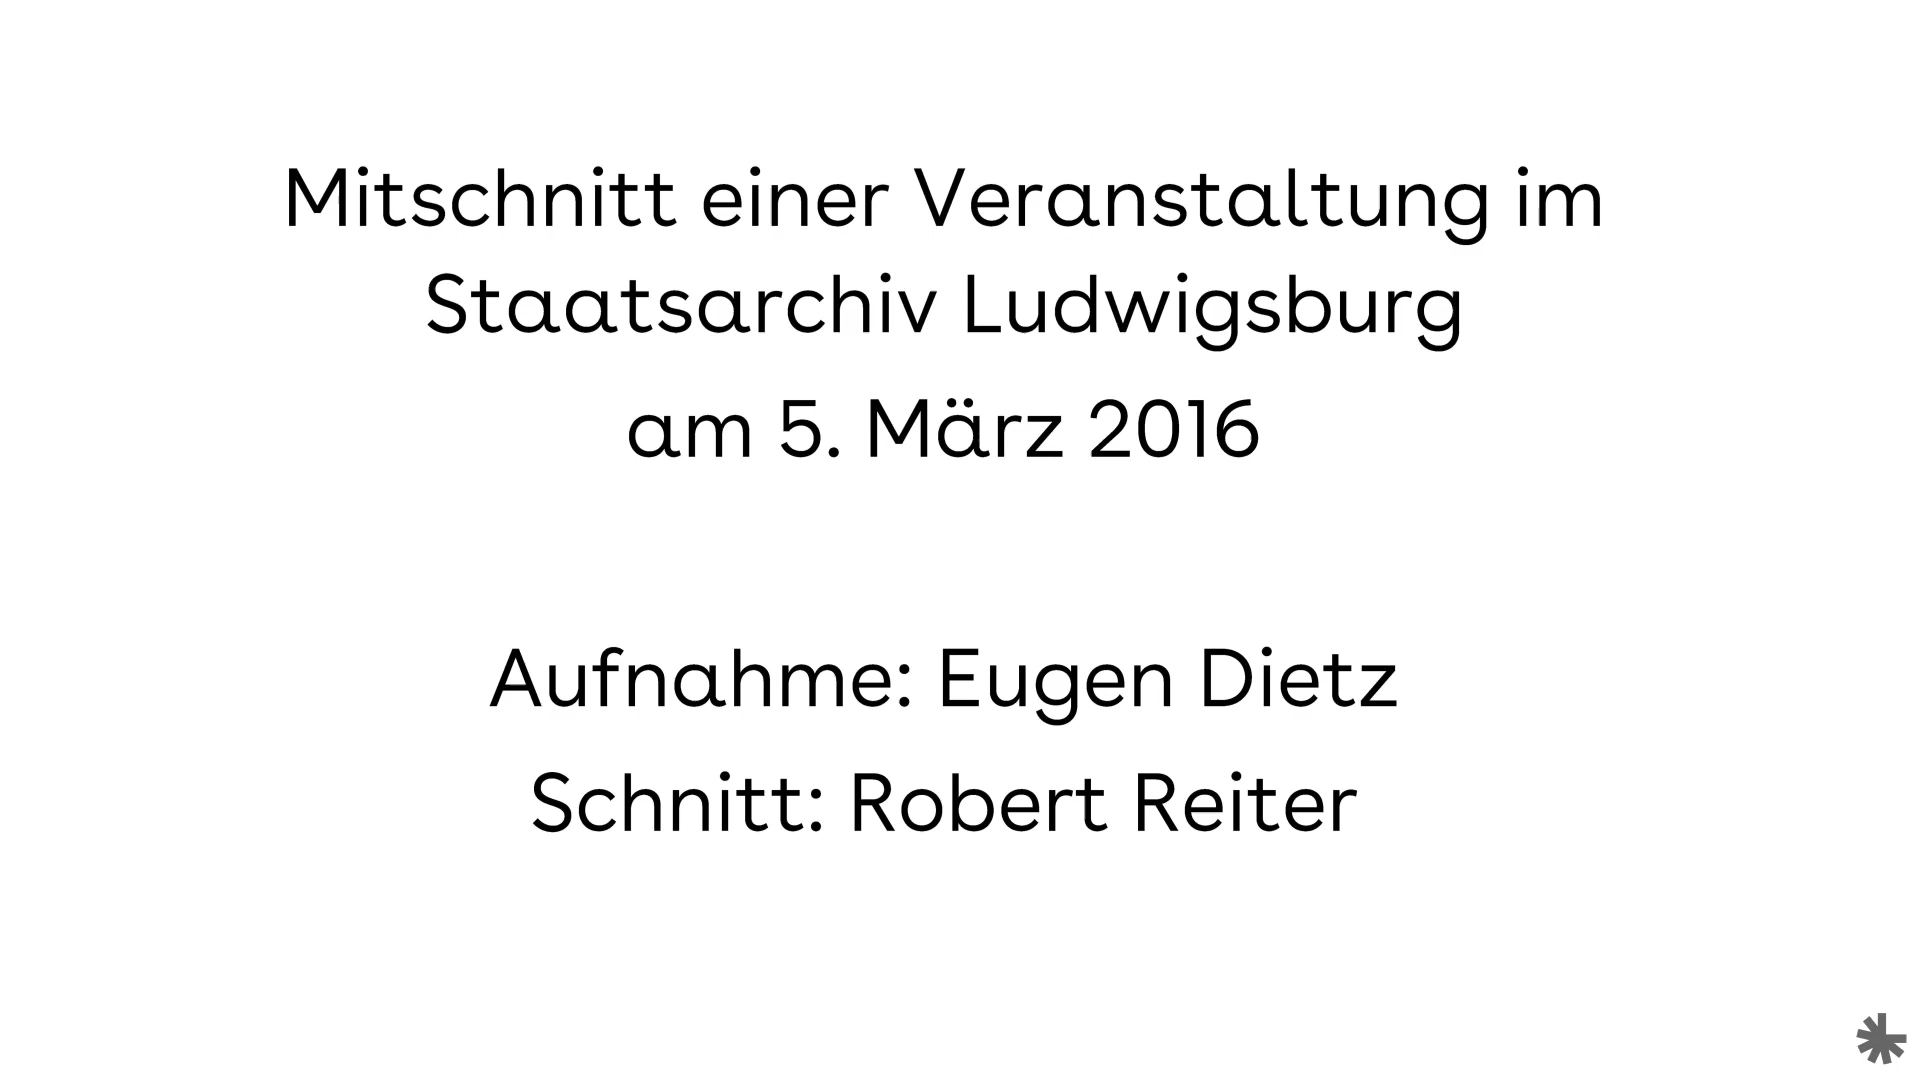 Mitschnitt einer Veranstaltung im
Staatsarchiv Ludwigsburg
am 5. März 2016
Aufnahme: Eugen Dietz
Schnitt: Robert Reiter